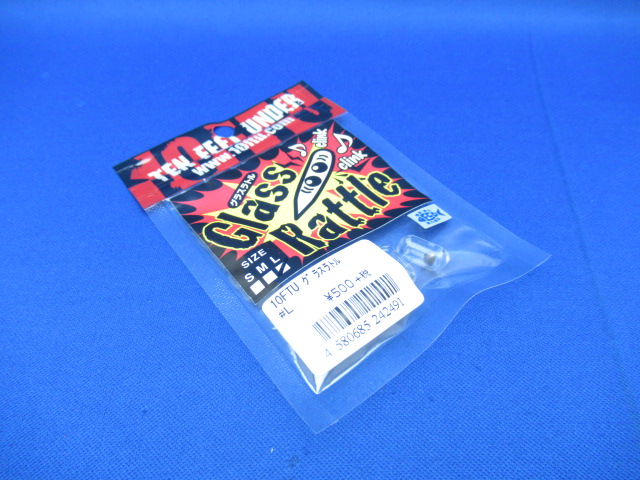 TEN FEET UNDER
www.10ftu.com
clink
clink
グラスラトル
Glass
Rattle
SIZE
S M L
10FTU グラスラトル
#L
¥500+税
4 580685 242491